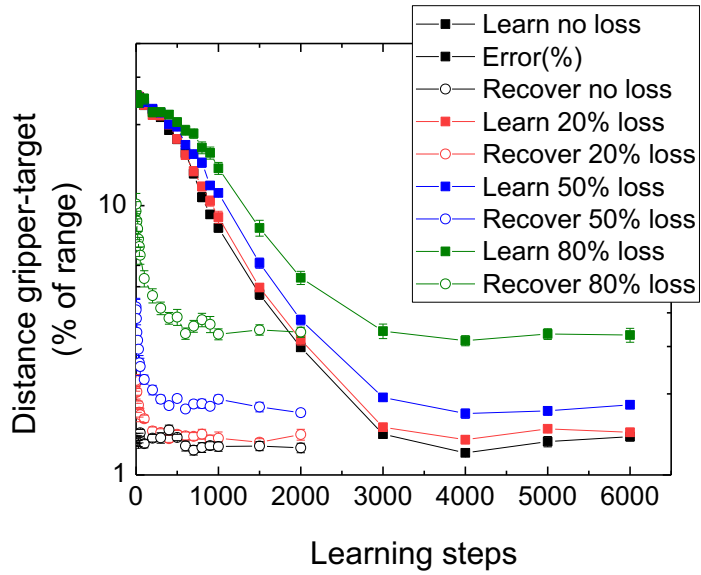 Learn no loss
Error(%)
Recover no loss
Learn 20% loss
Recover 20% loss
Learn 50% loss
Recover 50% loss
Learn 80% loss
Recover 80% loss
Distance gripper-target
(% of range)
10
1
0 1000 2000 3000 4000 5000 6000
Learning steps